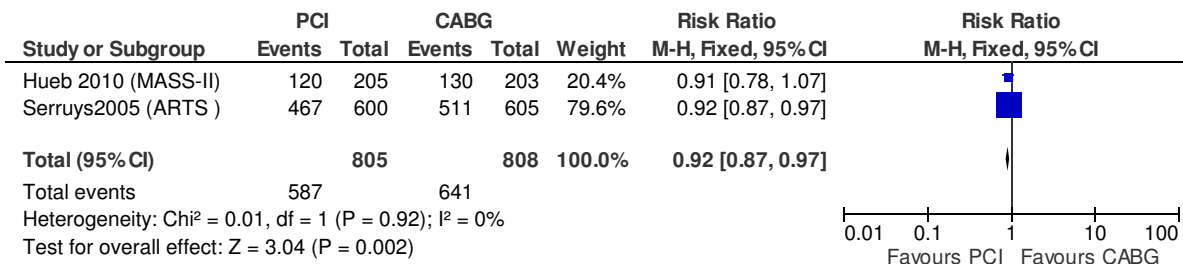 PCI CABG Risk Ratio Risk Ratio
Study or Subgroup Events Total Events Total Weight M-H, Fixed, 95% CI M-H, Fixed, 95% CI
Hueb 2010 (MASS-II) 120 205 130 203 20.4% 0.91 [0.78, 1.07]
Serruys2005 (ARTS ) 467 600 511 605 79.6% 0.92 [0.87, 0.97]
Total (95% CI) 805 808 100.0% 0.92 [0.87, 0.97]
Total events 587 641
Heterogeneity: Chi² = 0.01, df = 1 (P = 0.92); I² = 0%
Test for overall effect: Z = 3.04 (P = 0.002)
0.01 0.1 1 10 100
Favours PCI Favours CABG